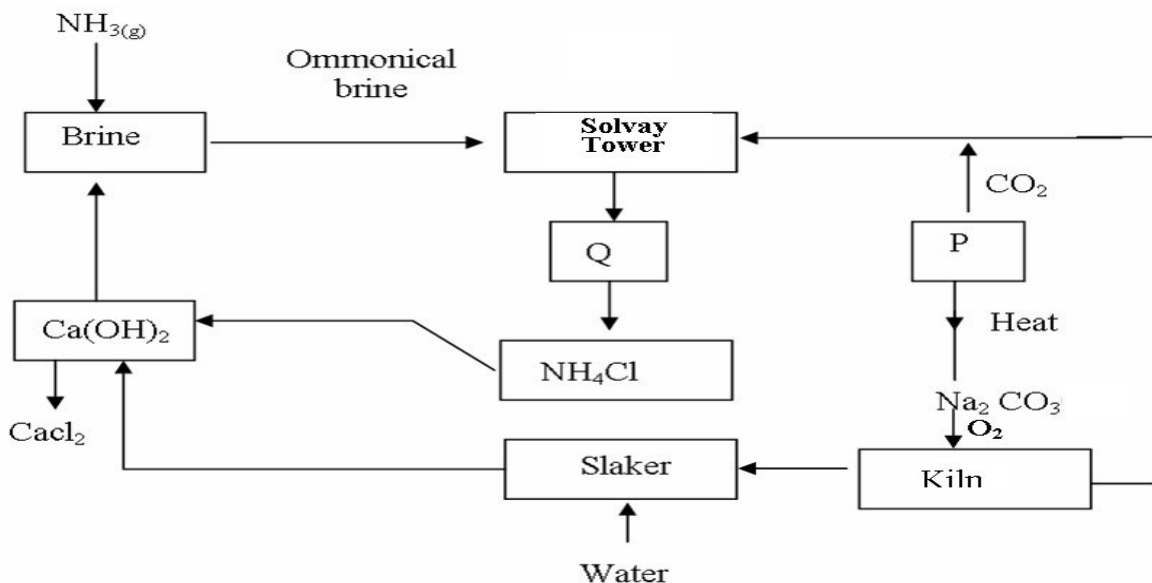 NH₃(g)
Ommonical
brine
Brine
Solvay
Tower
CO₂
Q
P
Heat
Ca(OH)₂
NH₄Cl
Na₂ CO₃
O₂
Cacl₂
Slaker
Kiln
Water